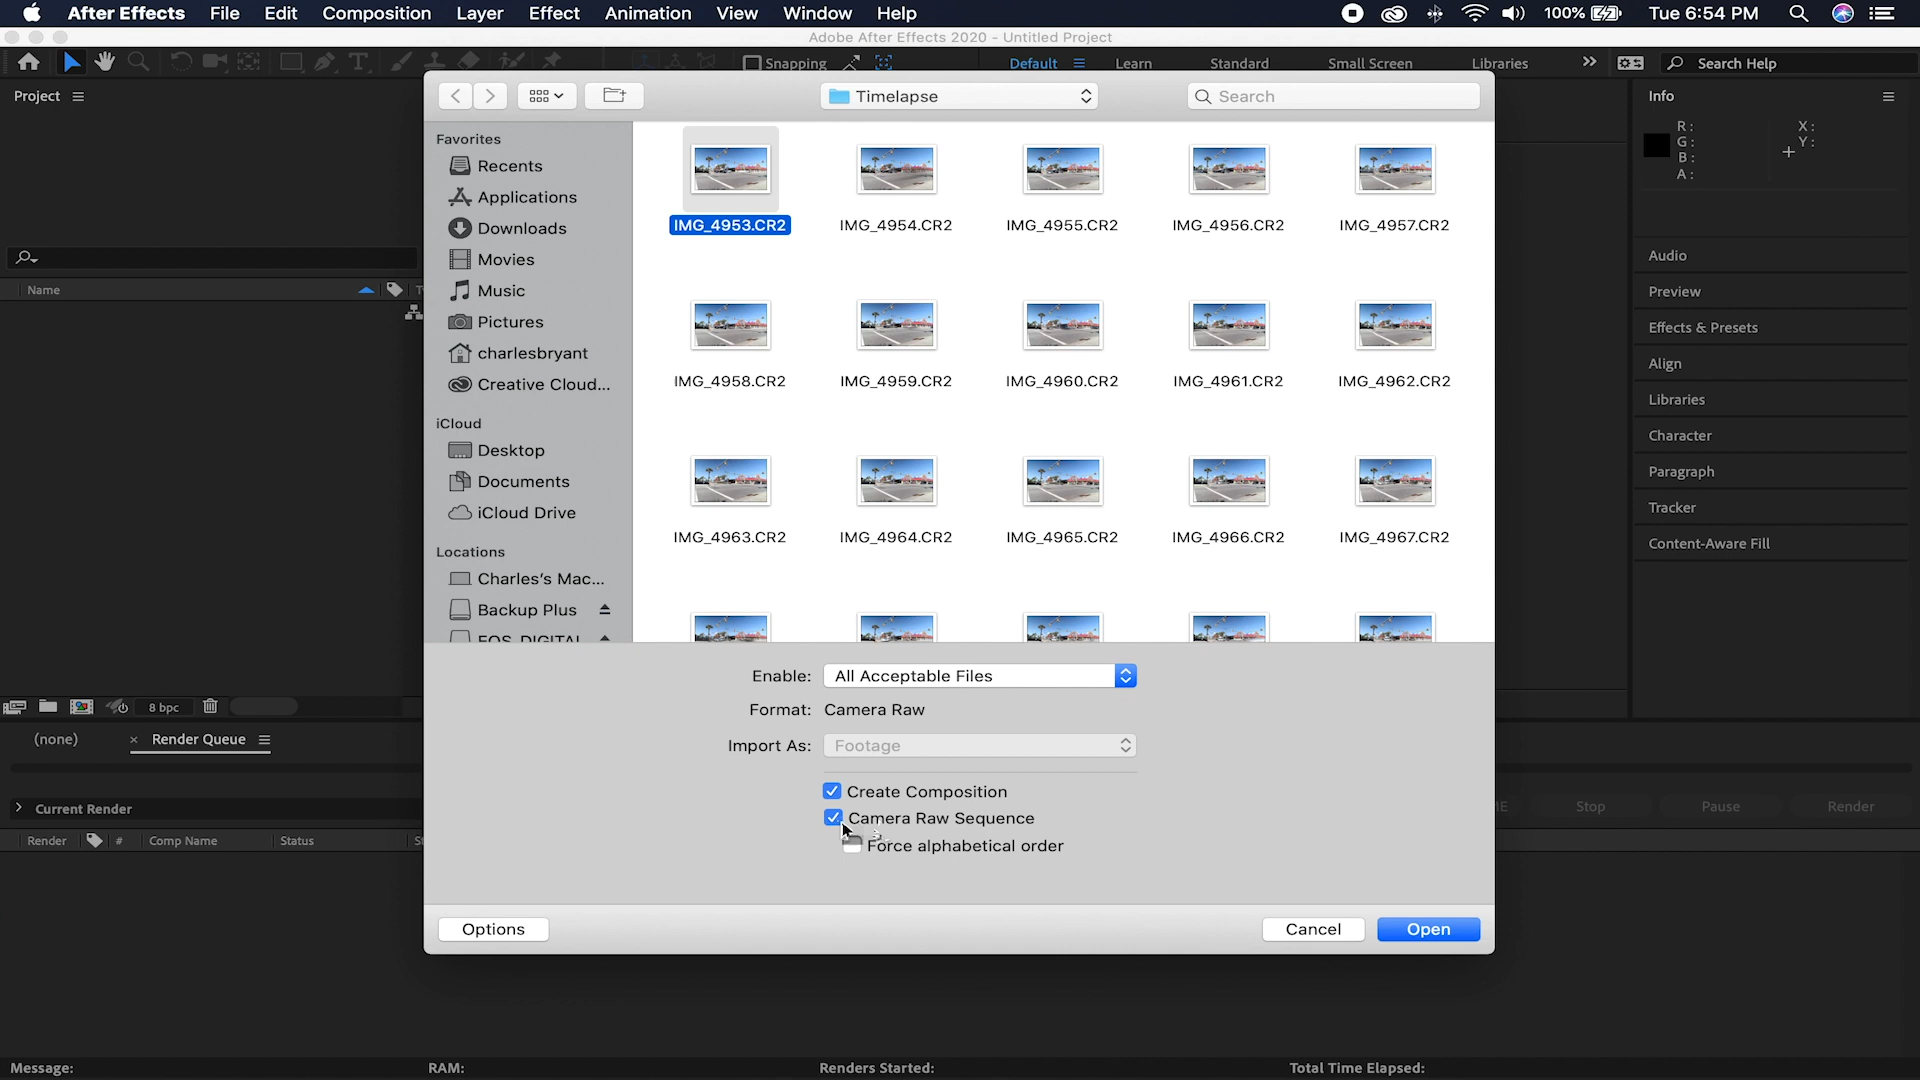 After Effects File Edit Composition Layer Effect Animation View Window Help 100% Tue 6:54 PM
Adobe After Effects 2020 - Untitled Project
Snapping Default Learn Standard Small Screen Libraries Search Help
Project
Timelapse
Search
Info
R:
G:
B:
A:
X:
Y:
Name
Favorites
Recents
Applications
Downloads
Movies
Music
Pictures
charlesbryant
Creative Cloud...
iCloud
Desktop
Documents
iCloud Drive
Locations
Charles's Mac...
Backup Plus
EOS_DIGITAL
IMG_4953.CR2 IMG_4954.CR2 IMG_4955.CR2 IMG_4956.CR2 IMG_4957.CR2
IMG_4958.CR2 IMG_4959.CR2 IMG_4960.CR2 IMG_4961.CR2 IMG_4962.CR2
IMG_4963.CR2 IMG_4964.CR2 IMG_4965.CR2 IMG_4966.CR2 IMG_4967.CR2
Audio
Preview
Effects & Presets
Align
Libraries
Character
Paragraph
Tracker
Content-Aware Fill
Enable: All Acceptable Files
Format: Camera Raw
Import As: Footage
Create Composition
Camera Raw Sequence
Force alphabetical order
Options Cancel Open
8 bpc
(none) × Render Queue
Current Render
Stop Pause Render
Render # Comp Name Status
Message: RAM: Renders Started: Total Time Elapsed: